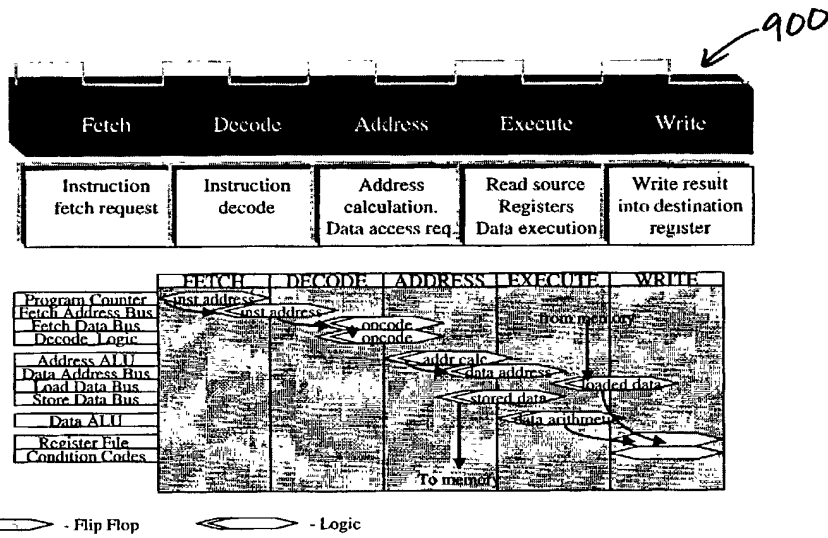 900
Fetch Decode Address Execute Write
Instruction fetch request
Instruction decode
Address calculation. Data access req.
Read source Registers Data execution
Write result into destination register
FETCH DECODE ADDRESS EXECUTE WRITE
Program Counter inst address
Fetch Address Bus inst address from memory
Fetch Data Bus opcode
Decode Logic opcode
Address ALU addr calc
Data Address Bus data address
Load Data Bus loaded data
Store Data Bus stored data
Data ALU data arithmetic
Register File
Condition Codes
To memory
- Flip Flop - Logic